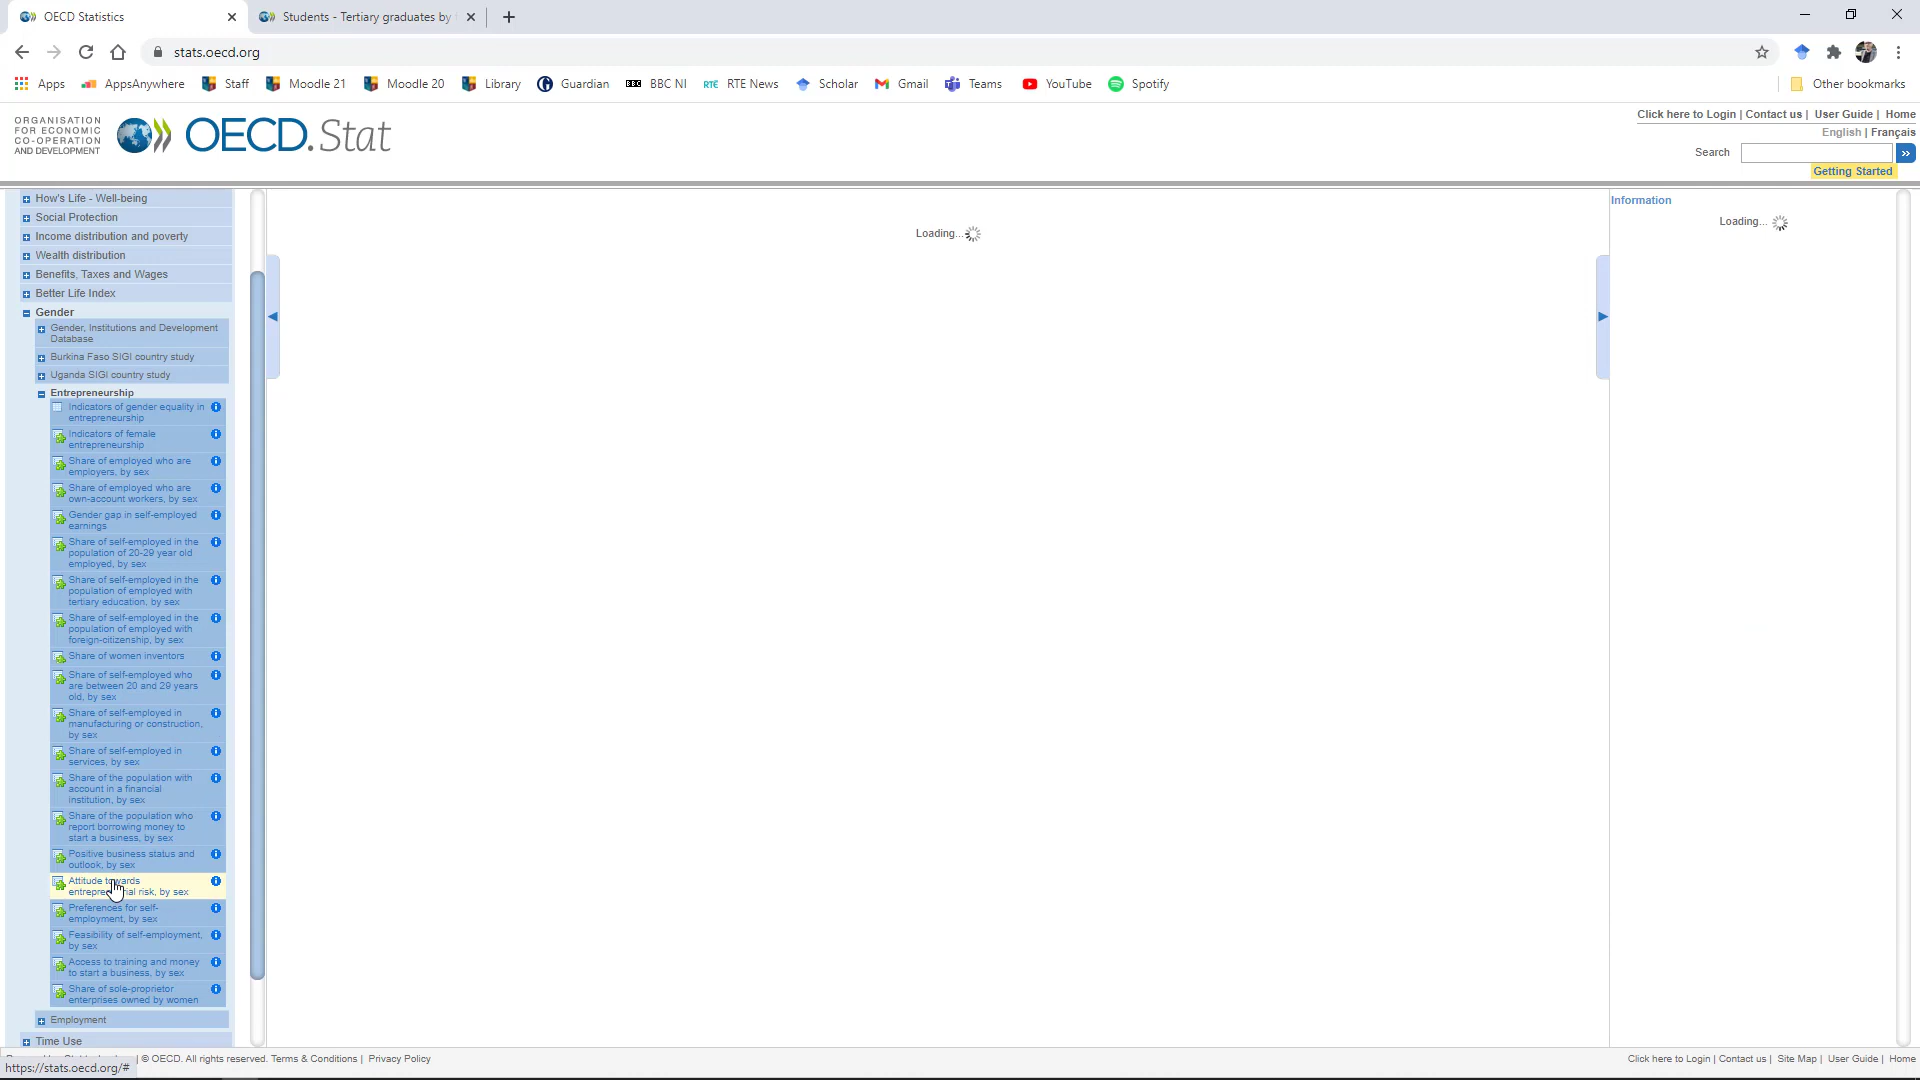 OECD Statistics
Students - Tertiary graduates by
stats.oecd.org
Apps
AppsAnywhere
Staff
Moodle 21
Moodle 20
Library
Guardian
BBC
BBC NI
RTÉ
RTE News
Scholar
Gmail
Teams
YouTube
Spotify
Other bookmarks
ORGANISATION
FOR ECONOMIC
CO-OPERATION
AND DEVELOPMENT
OECD.Stat
Click here to Login | Contact us | User Guide | Home
English | Français
Search
»
Getting Started
How's Life - Well-being
Social Protection
Income distribution and poverty
Wealth distribution
Benefits, Taxes and Wages
Better Life Index
Gender
Gender, Institutions and Development
Database
Burkina Faso SIGI country study
Uganda SIGI country study
Entrepreneurship
Indicators of gender equality in
entrepreneurship
Indicators of female
entrepreneurship
Share of employed who are
employers, by sex
Share of employed who are
own-account workers, by sex
Gender gap in self-employed
earnings
Share of self-employed in the
population of 20-29 year old
employed, by sex
Share of self-employed in the
population of employed with
tertiary education, by sex
Share of self-employed in the
population of employed with
foreign-citizenship, by sex
Share of women inventors
Share of self-employed who
are between 20 and 29 years
old, by sex
Share of self-employed in
manufacturing or construction,
by sex
Share of self-employed in
services, by sex
Share of the population with
account in a financial
institution, by sex
Share of the population who
report borrowing money to
start a business, by sex
Positive business status and
outlook, by sex
Attitude towards
entrepreneurial risk, by sex
Preferences for self-
employment, by sex
Feasibility of self-employment,
by sex
Access to training and money
to start a business, by sex
Share of sole-proprietor
enterprises owned by women
Employment
Time Use
Loading...
Information
Loading...
| © OECD. All rights reserved. Terms & Conditions | Privacy Policy
Click here to Login | Contact us | Site Map | User Guide | Home
https://stats.oecd.org/#